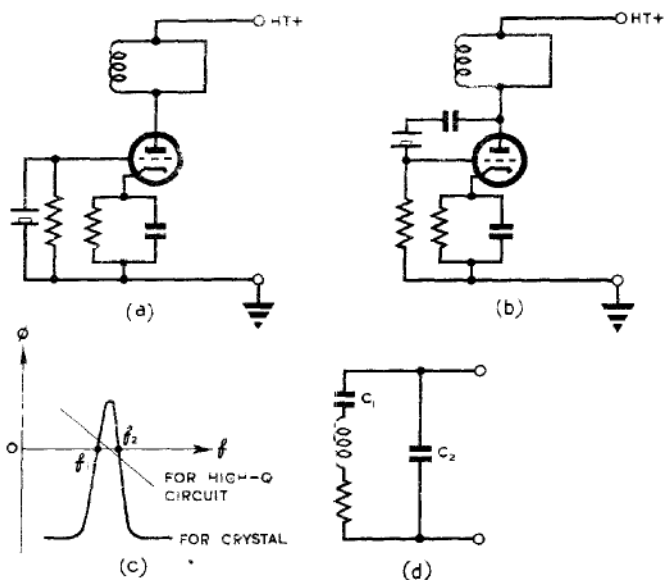 HT+
HT+
(a)
(b)
ø
O
f₁
f₂
f
FOR HIGH-Q
CIRCUIT
FOR CRYSTAL
(c)
C₁
C₂
(d)